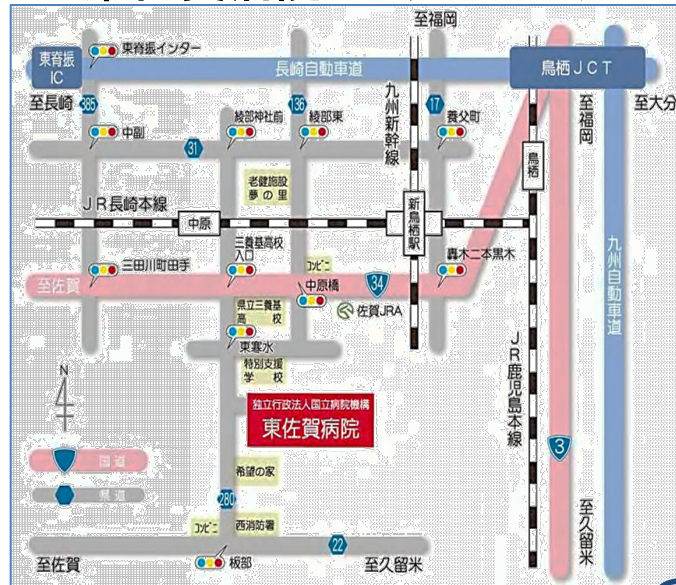 至福岡
東脊振
IC
東脊振インター
長崎自動車道
鳥栖JCT
至長崎
385
136
九州新幹線
17
至福岡
至大分
中副
綾部神社前
綾部東
養父町
31
鳥栖
老健施設
夢の里
JR長崎本線
中原
新鳥栖駅
三田川町田手
三養基高校
入口
コンビニ
中原橋
34
轟木二本黒木
至佐賀
佐賀JRA
県立三養基
高 校
東寒水
特別支援
学 校
九州自動車道
JR鹿児島本線
N
独立行政法人国立病院機構
東佐賀病院
国道
県道
3
希望の家
280
コンビニ
西消防署
22
至佐賀
板部
至久留米
至久留米